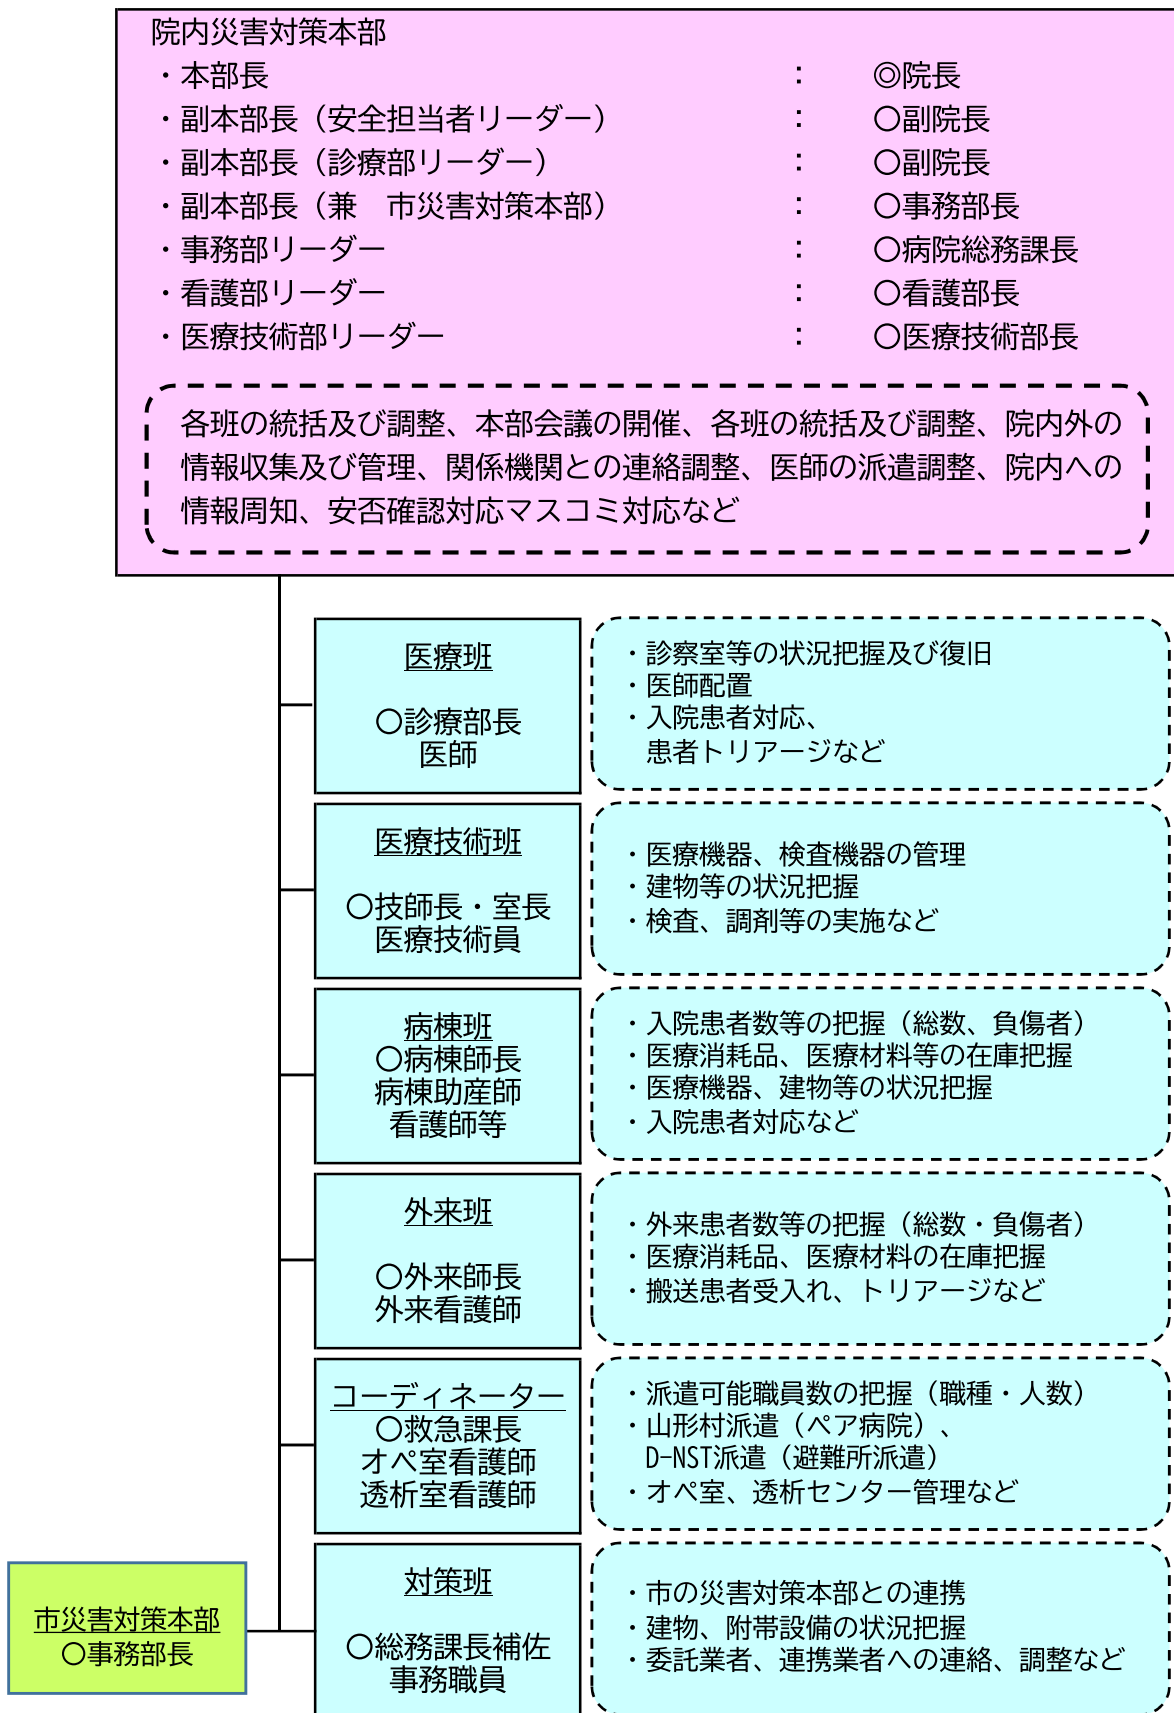 院内災害対策本部
・本部長　：　◎院長
・副本部長（安全担当者リーダー）　：　〇副院長
・副本部長（診療部リーダー）　：　〇副院長
・副本部長（兼　市災害対策本部）　：　〇事務部長
・事務部リーダー　：　〇病院総務課長
・看護部リーダー　：　〇看護部長
・医療技術部リーダー　：　〇医療技術部長
各班の統括及び調整、本部会議の開催、各班の統括及び調整、院内外の
情報収集及び管理、関係機関との連絡調整、医師の派遣調整、院内への
情報周知、安否確認対応マスコミ対応など
医療班
〇診療部長
医師
・診察室等の状況把握及び復旧
・医師配置
・入院患者対応、
患者トリアージなど
医療技術班
〇技師長・室長
医療技術員
・医療機器、検査機器の管理
・建物等の状況把握
・検査、調剤等の実施など
病棟班
〇病棟師長
病棟助産師
看護師等
・入院患者数等の把握（総数、負傷者）
・医療消耗品、医療材料等の在庫把握
・医療機器、建物等の状況把握
・入院患者対応など
外来班
〇外来師長
外来看護師
・外来患者数等の把握（総数・負傷者）
・医療消耗品、医療材料の在庫把握
・搬送患者受入れ、トリアージなど
コーディネーター
〇救急課長
オペ室看護師
透析室看護師
・派遣可能職員数の把握（職種・人数）
・山形村派遣（ペア病院）、
D-NST派遣（避難所派遣）
・オペ室、透析センター管理など
市災害対策本部
〇事務部長
対策班
〇総務課長補佐
事務職員
・市の災害対策本部との連携
・建物、附帯設備の状況把握
・委託業者、連携業者への連絡、調整など